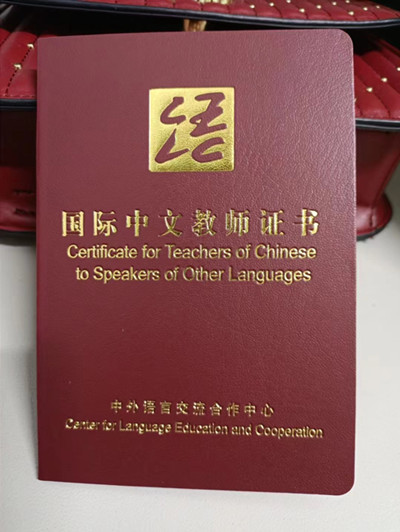 语
国际中文教师证书
Certificate for Teachers of Chinese
to Speakers of Other Languages
中外语言交流合作中心
Center for Language Education and Cooperation